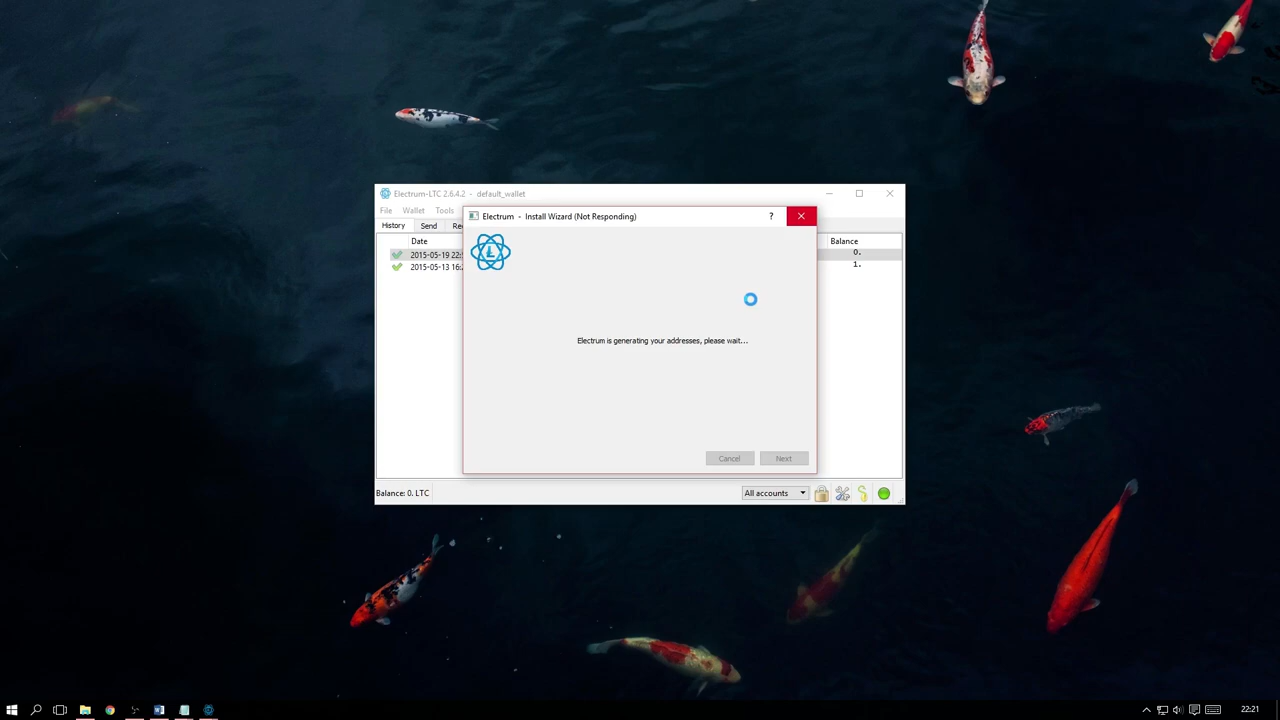 Electrum-LTC 2.6.4.2 - default_wallet
Electrum - Install Wizard (Not Responding)
File Wallet Tools
History Send
Date Balance
2015-05-19 0.
2015-05-13 1.
Electrum is generating your addresses, please wait...
Cancel Next
Balance: 0. LTC All accounts
22:21